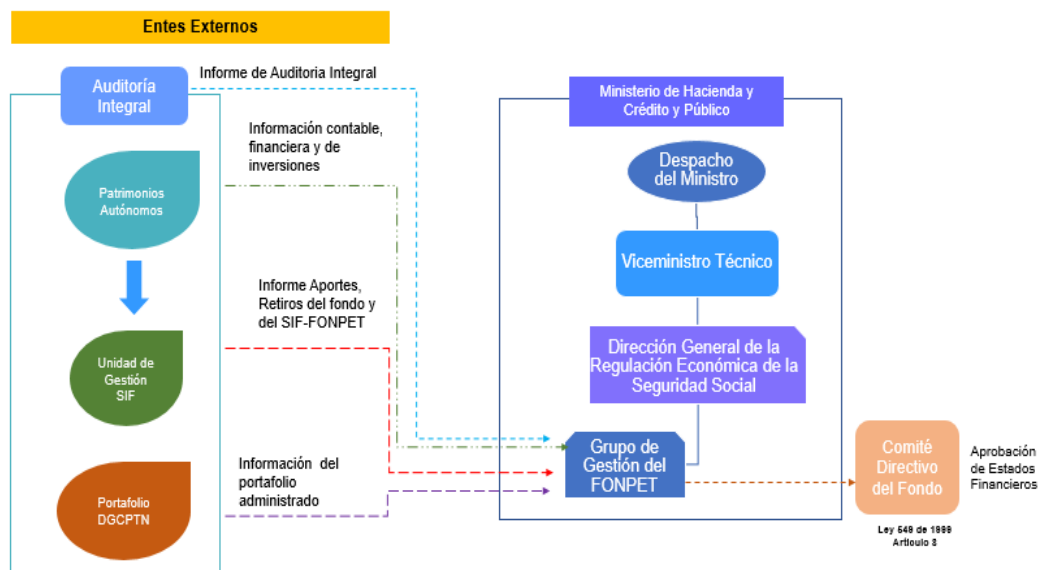 Entes Externos
Auditoría
Integral
Informe de Auditoria Integral
Información contable,
financiera y de
inversiones
Patrimonios
Autónomos
Informe Aportes,
Retiros del fondo y
del SIF-FONPET
Unidad de
Gestión
SIF
Información del
portafolio
administrado
Portafolio
DGCPTN
Ministerio de Hacienda y
Crédito y Público
Despacho
del Ministro
Viceministro Técnico
Dirección General de la
Regulación Económica de la
Seguridad Social
Grupo de
Gestión del
FONPET
Comité
Directivo
del Fondo
Aprobación
de Estados
Financieros
Ley 549 de 1999
Artículo 3